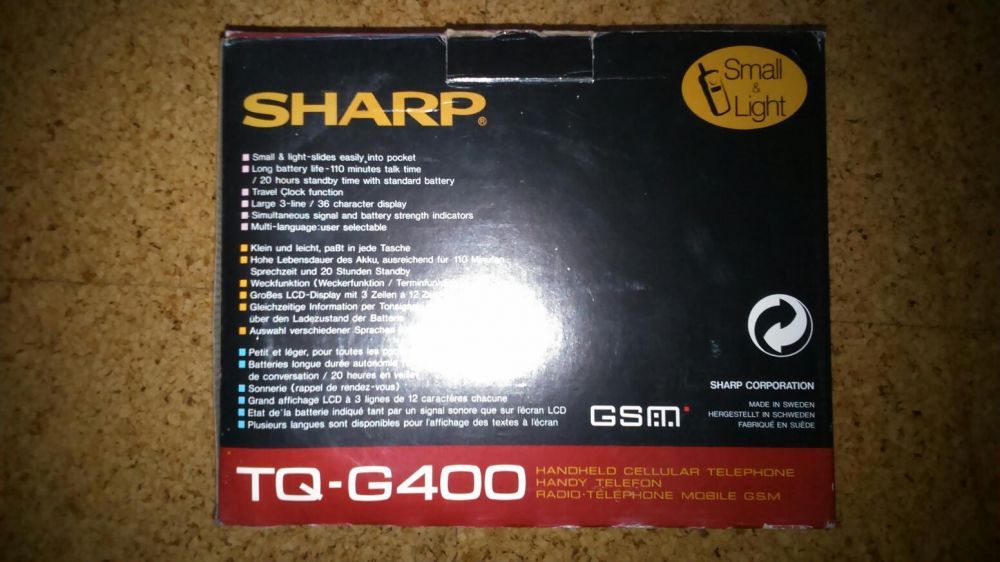 Small
&
Light
SHARP®
Small & light-slides easily into pocket
Long battery life-110 minutes talk time
/ 20 hours standby time with standard battery
Travel Clock function
Large 3-line / 36 character display
Simultaneous signal and battery strength indicators
Multi-language:user selectable
Klein und leicht, paßt in jede Tasche
Hohe Lebensdauer des Akku, ausreichend für 110 Minuten
Sprechzeit und 20 Stunden Standby
Weckfunktion (Weckerfunktion /
Großes LCD-Display mit 3 Zeilen à 12
Gleichzeitige Information per
über den Ladezustand der
Auswahl verschiedener Sprachen
Petit et léger, pour toutes les
Batteries longue durée autonomie
de conversation / 20 heures en
Sonnerie (rappel de rendez-vous)
Grand affichage LCD à 3 lignes de 12 caractères chacune
Etat de la batterie indiqué tant par un signal sonore que sur l'écran LCD
Plusieurs langues sont disponibles pour l'affichage des textes à l'écran
GSM
SHARP CORPORATION
MADE IN SWEDEN
HERGESTELLT IN SCHWEDEN
FABRIQUÉ EN SUÈDE
TQ-G400
HANDHELD CELLULAR TELEPHONE
HANDY TELEFON
RADIO-TÉLÉPHONE MOBILE G.S.M